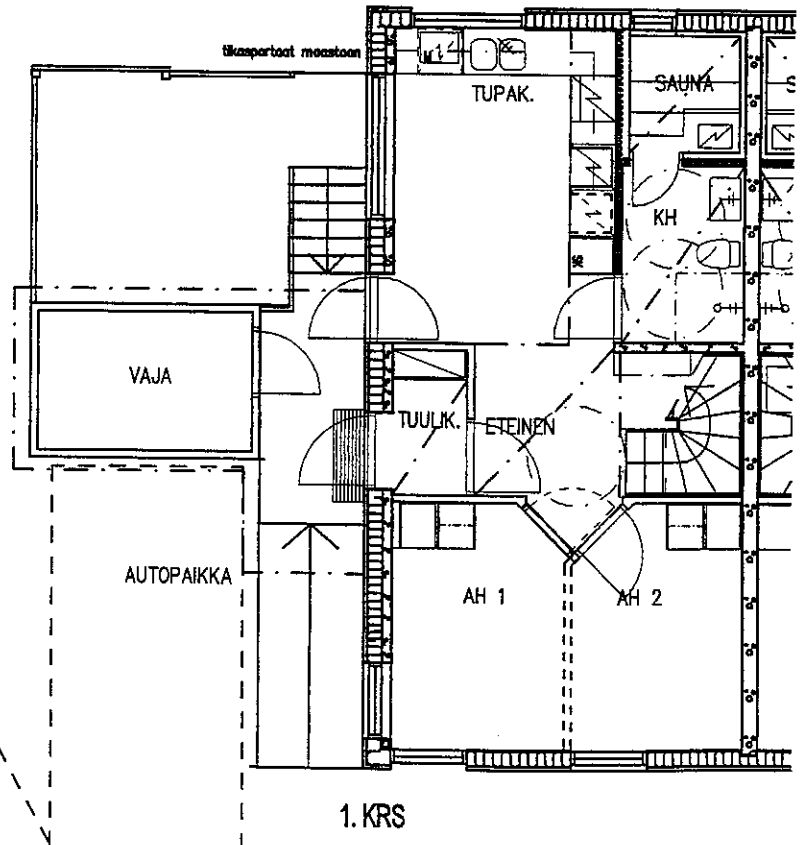 tikasportaat maastoon
M
TUPAK.
SAUNA
S
KH
VAJA
TUULIK.
ETEINEN
AUTOPAIKKA
AH 1
AH 2
1. KRS